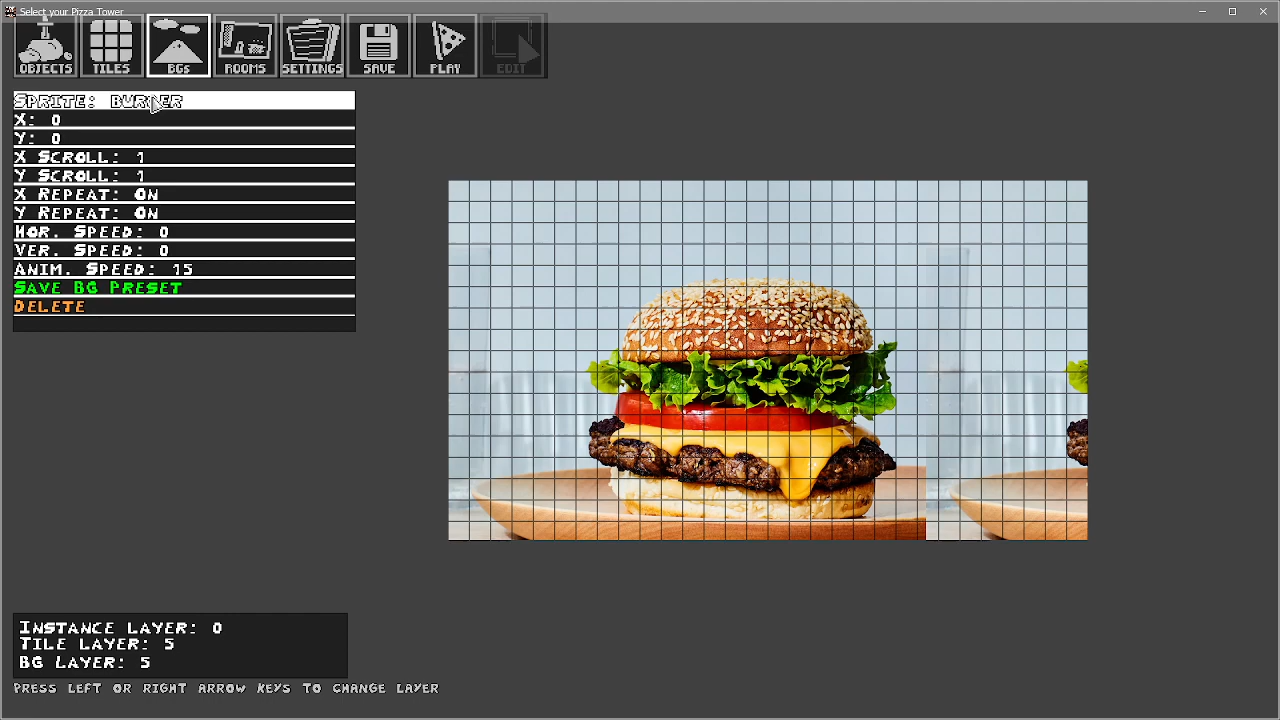 Select your Pizza Tower
OBJECTS TILES BGs ROOMS SETTINGS SAVE PLAY EDIT
SPRITE: BURGER
X: 0
Y: 0
X SCROLL: 1
Y SCROLL: 1
X REPEAT: ON
Y REPEAT: ON
HOR. SPEED: 0
VER. SPEED: 0
ANIM. SPEED: 15
SAVE BG PRESET
DELETE
INSTANCE LAYER: 0
TILE LAYER: 5
BG LAYER: 5
PRESS LEFT OR RIGHT ARROW KEYS TO CHANGE LAYER